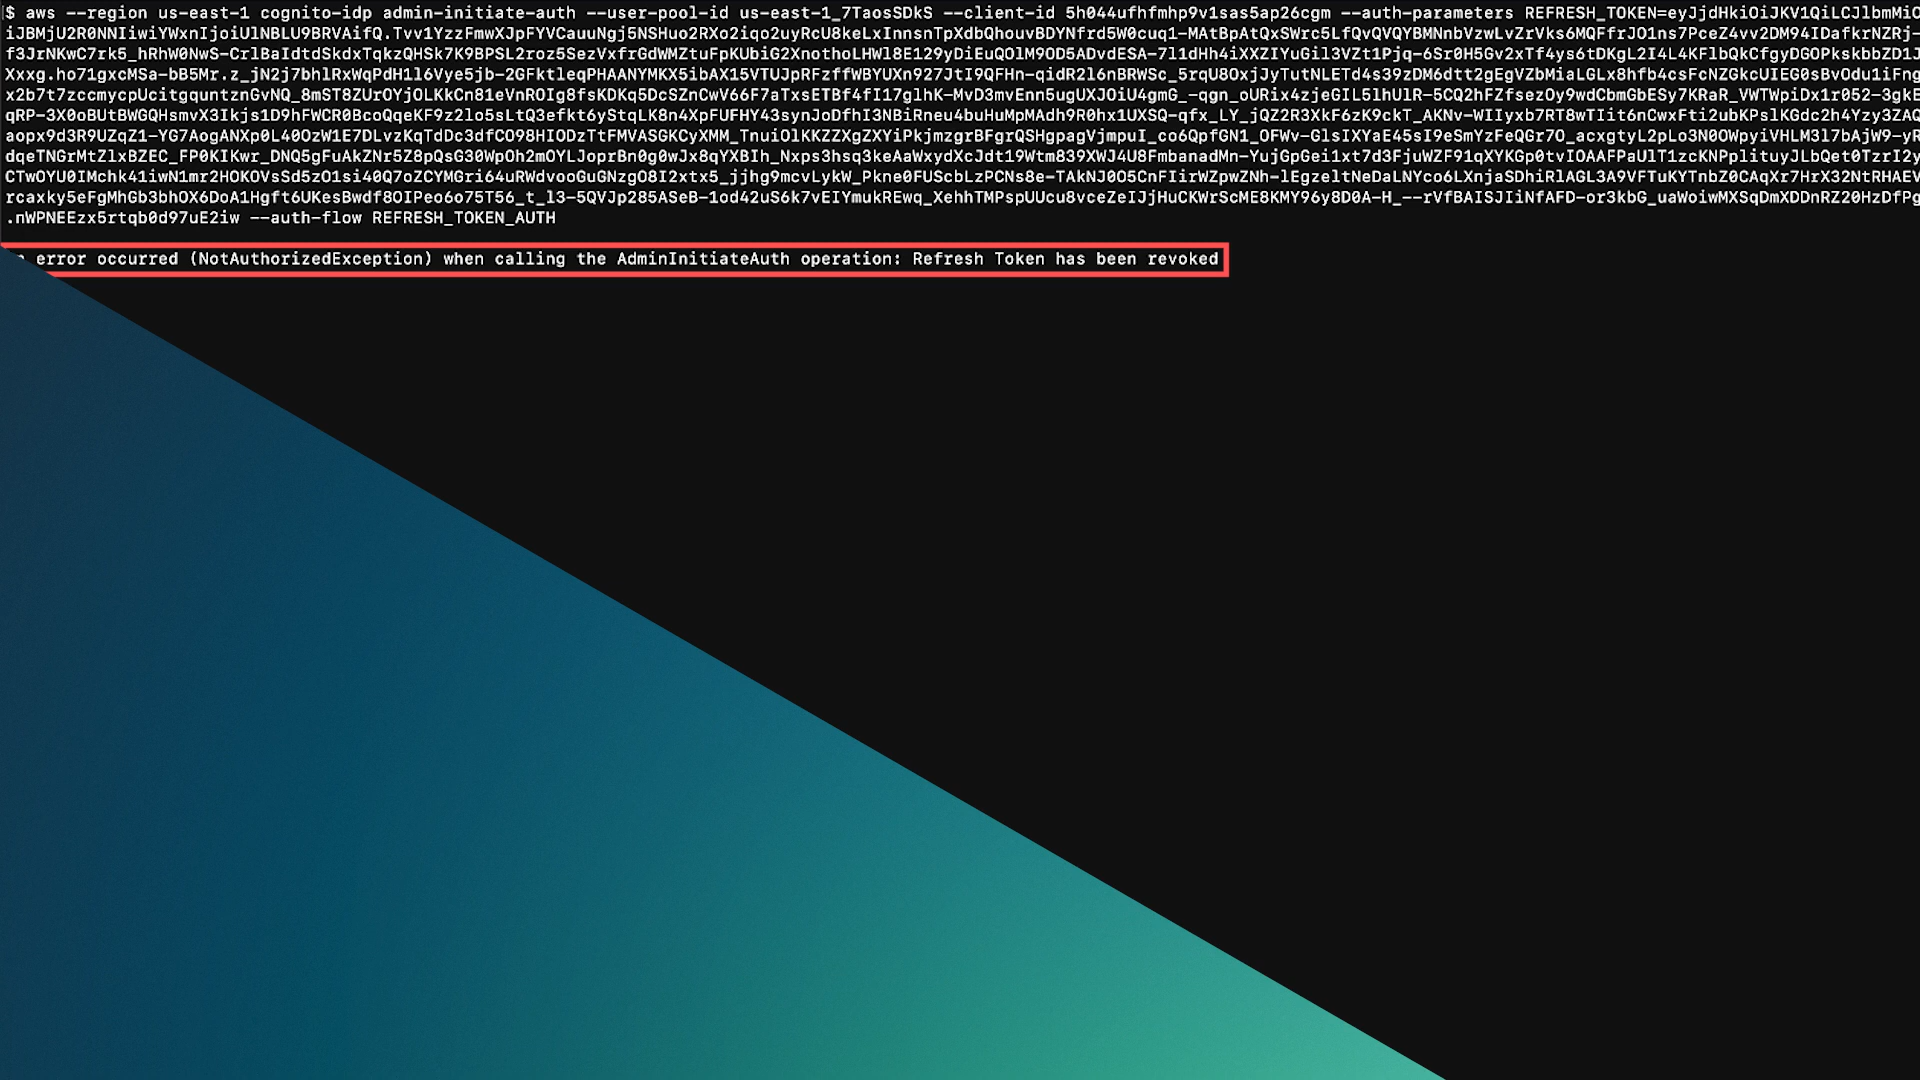 $ aws --region us-east-1 cognito-idp admin-initiate-auth --user-pool-id us-east-1_7TaosSDkS --client-id 5h044ufhfmhp9v1sas5ap26cgm --auth-parameters REFRESH_TOKEN=eyJjdHkiOiJKV1QiLCJlbmMiO
iJBMjU2R0NNIiwiYWxnIjoiUlNBLU9BRVAifQ.Tvv1YzzFmwXJpFYVCauuNgj5NSHuo2RXo2iqo2uyRcU8keLxInnsnTpXdbQhouvBDYNfrd5W0cuq1-MAtBpAtQxSWrc5LfQvQVQYBMNnbVzwLvZrVks6MQFfrJO1ns7PceZ4vv2DM94IDafkrNZRj-
f3JrNKwC7rk5_hRhW0NwS-CrlBaIdtdSkdxTqkzQHSk7K9BPSL2roz5SezVxfrGdWMZtuFpKUbiG2XnothoLHWl8E129yDiEuQOlM9OD5ADvdESA-7l1dHh4iXXZIYuGil3VZt1Pjq-6Sr0H5Gv2xTf4ys6tDKgL2I4L4KFlbQkCfgyDGOPkskbbZD1J
Xxxg.ho71gxcMSa-bB5Mr.z_jN2j7bhlRxWqPdH1l6Vye5jb-2GFktleqPHAANYMKX5ibAX15VTUJpRFzffWBYUXn927JtI9QFHn-qidR2l6nBRWSc_5rqU8OxjJyTutNLETd4s39zDM6dtt2gEgVZbMiaLGLx8hfb4csFcNZGkcUIEG0sBvOdu1iFng
x2b7t7zccmycpUcitgquntznGvNQ_8mST8ZUrOYjOLKkCn81eVnROIg8fsKDKq5DcSZnCwV66F7aTxsETBf4fI17glhK-MvD3mvEnn5ugUXJOiU4gmG_-qgn_oURix4zjeGIL5lhUlR-5CQ2hFZfsezOy9wdCbmGbESy7KRaR_VWTWpiDx1r052-3gkE
qRP-3X0oBUtBWGQHsmvX3Ikjs1D9hFWCR0BcoQqeKF9z2lo5sLtQ3efkt6yStqLK8n4XpFUFHY43synJoDfhI3NBiRneu4buHuMpMAdh9R0hx1UXSQ-qfx_LY_jQZ2R3XkF6zK9ckT_AKNv-WIIyxb7RT8wTIit6nCwxFti2ubKPslKGdc2h4Yzy3ZAQ
aopx9d3R9UZqZ1-YG7AogANXp0L40OzW1E7DLvzKqTdDc3dfCO98HIODzTtFMVASGKCyXMM_TnuiOlKKZZXgZXYiPkjmzgrBFgrQSHgpagVjmpuI_co6QpfGN1_OFWv-GlsIXYaE45sI9eSmYzFeQGr7O_acxgtyL2pLo3N0OWpyiVHLM3l7bAjW9-yR
dqeTNGrMtZlxBZEC_FP0KIKwr_DNQ5gFuAkZNr5Z8pQsG30WpOh2mOYLJoprBn0g0wJx8qYXBIh_Nxps3hsq3keAaWxydXcJdt19Wtm839XWJ4U8FmbanadMn-YujGpGei1xt7d3FjuWZF91qXYKGp0tvIOAAFPaUlT1zcKNPplituyJLbQet0TzrI2y
CTwOYU0IMchk41iwN1mr2HOKOVsSd5zO1si40Q7oZCYMGri64uRWdvooGuGNzgO8I2xtx5_jjhg9mcvLykW_Pkne0FUScbLzPCNs8e-TAkNJ0O5CnFIirWZpwZNh-lEgzeltNeDaLNYco6LXnjaSDhiRlAGL3A9VFTuKYTnbZ0CAqXr7HrX32NtRHAEV
rcaxky5eFgMhGb3bhOX6DoA1Hgft6UKesBwdf8OIPeo6o75T56_t_l3-5QVJp285ASeB-1od42uS6k7vEIYmukREwq_XehhTMPspUUcu8vceZeIJjHuCKWrScME8KMY96y8D0A-H_--rVfBAISJIiNfAFD-or3kbG_uaWoiwMXSqDmXDDnRZ20HzDfPg
.nWPNEEzx5rtqb0d97uE2iw --auth-flow REFRESH_TOKEN_AUTH
error occurred (NotAuthorizedException) when calling the AdminInitiateAuth operation: Refresh Token has been revoked